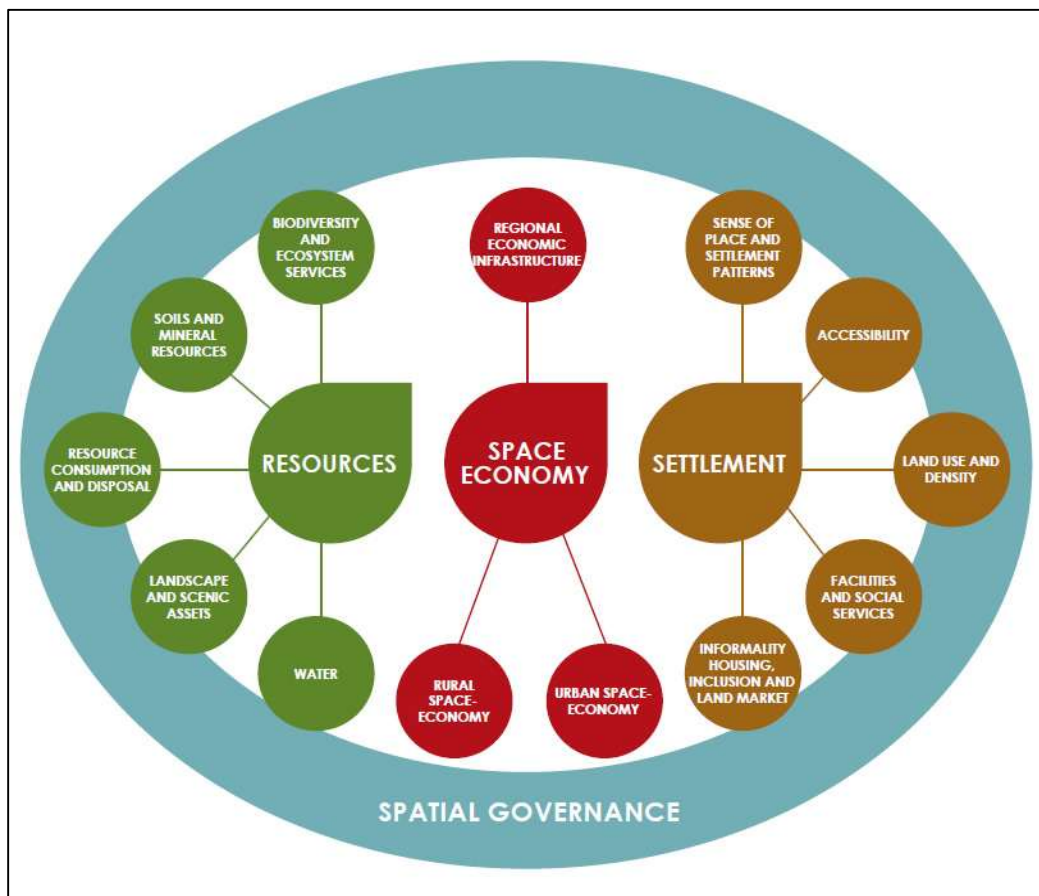 BIODIVERSITY
AND
ECOSYSTEM
SERVICES
SOILS AND
MINERAL
RESOURCES
RESOURCE
CONSUMPTION
AND DISPOSAL
LANDSCAPE
AND SCENIC
ASSETS
WATER
RESOURCES
REGIONAL
ECONOMIC
INFRASTRUCTURE
SPACE
ECONOMY
RURAL
SPACE-
ECONOMY
URBAN SPACE-
ECONOMY
SENSE OF
PLACE AND
SETTLEMENT
PATTERNS
ACCESSIBILITY
SETTLEMENT
LAND USE AND
DENSITY
FACILITIES
AND SOCIAL
SERVICES
INFORMALITY
HOUSING,
INCLUSION AND
LAND MARKET
SPATIAL GOVERNANCE